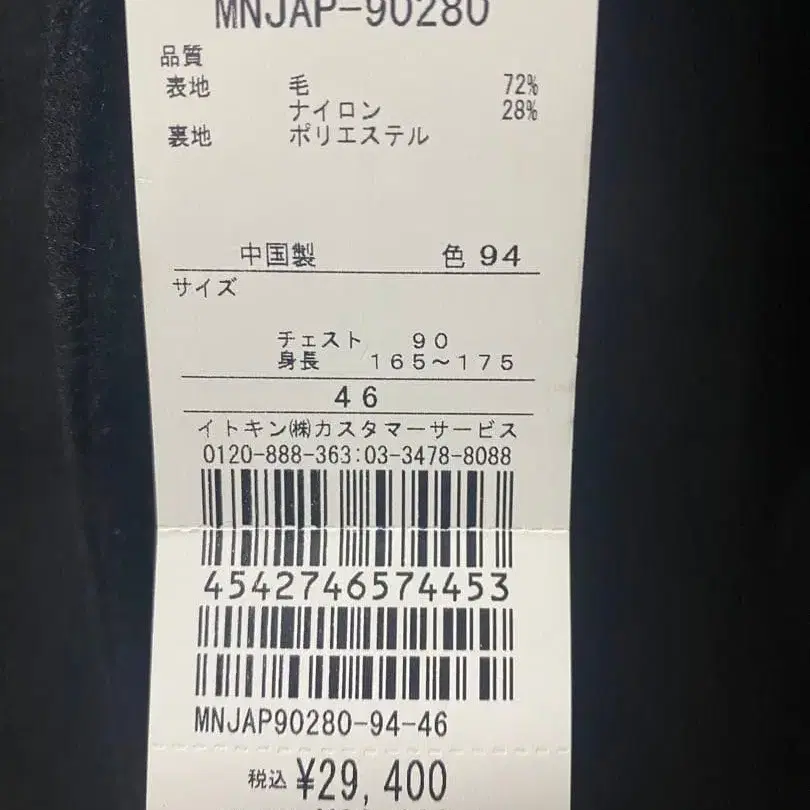 MNJAP-90280
品質
表地 毛 72%
ナイロン 28%
裏地 ポリエステル
中国製 色 94
サイズ
チェスト 90
身長 165~175
46
イトキン㈱カスタマーサービス
0120-888-363:03-3478-8088
4542746574453
MNJAP90280-94-46
税込 ¥29,400